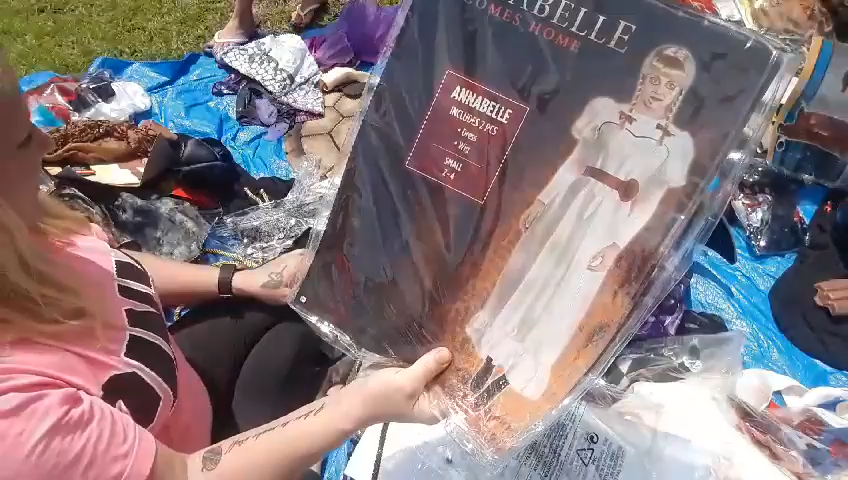 ABELLE
COMES HOME
ANNABELLE
INCLUDES 2 PCS
• Dress
• Wig
SMALL
2-4